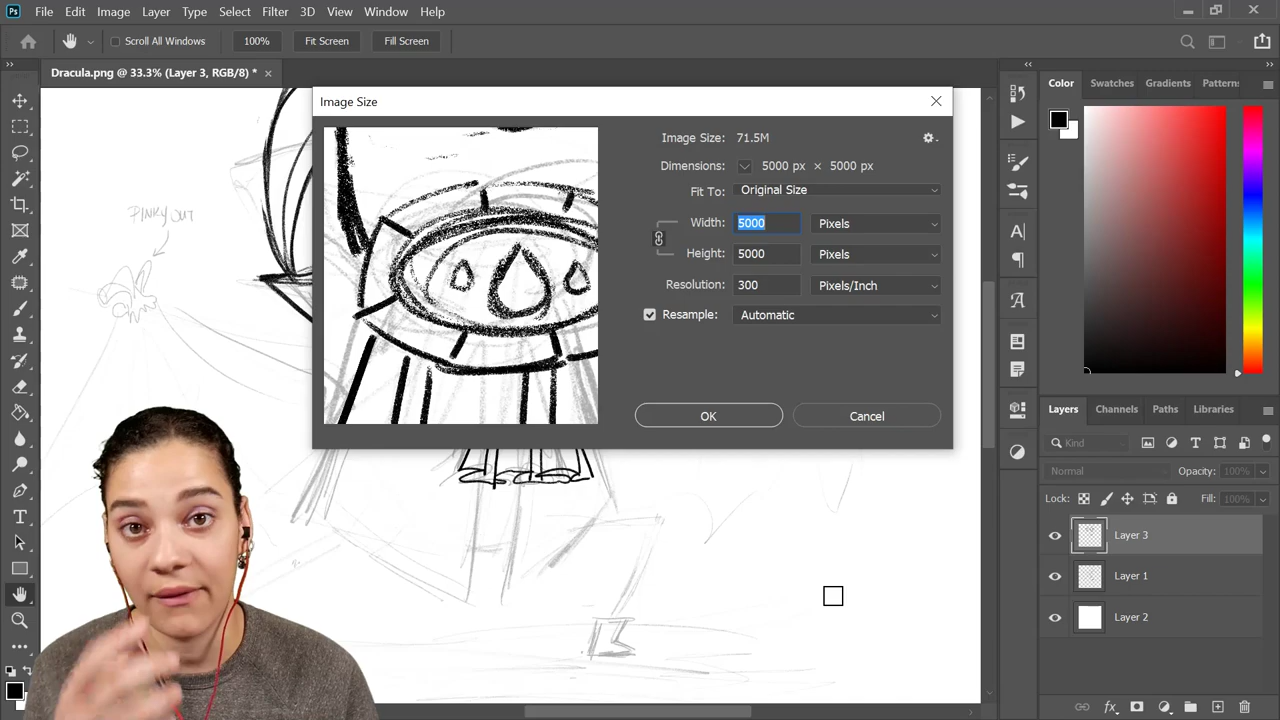 Ps File Edit Image Layer Type Select Filter 3D View Window Help
Scroll All Windows 100% Fit Screen Fill Screen
Dracula.png @ 33.3% (Layer 3, RGB/8) *
PINKY OUT
Image Size
Image Size: 71.5M
Dimensions: 5000 px × 5000 px
Fit To: Original Size
Width: 5000 Pixels
Height: 5000 Pixels
Resolution: 300 Pixels/Inch
Resample: Automatic
OK Cancel
Color Swatches Gradients Patterns
Layers Channels Paths Libraries
Kind
Normal Opacity: 100%
Lock: Fill: 100%
Layer 3
Layer 1
Layer 2